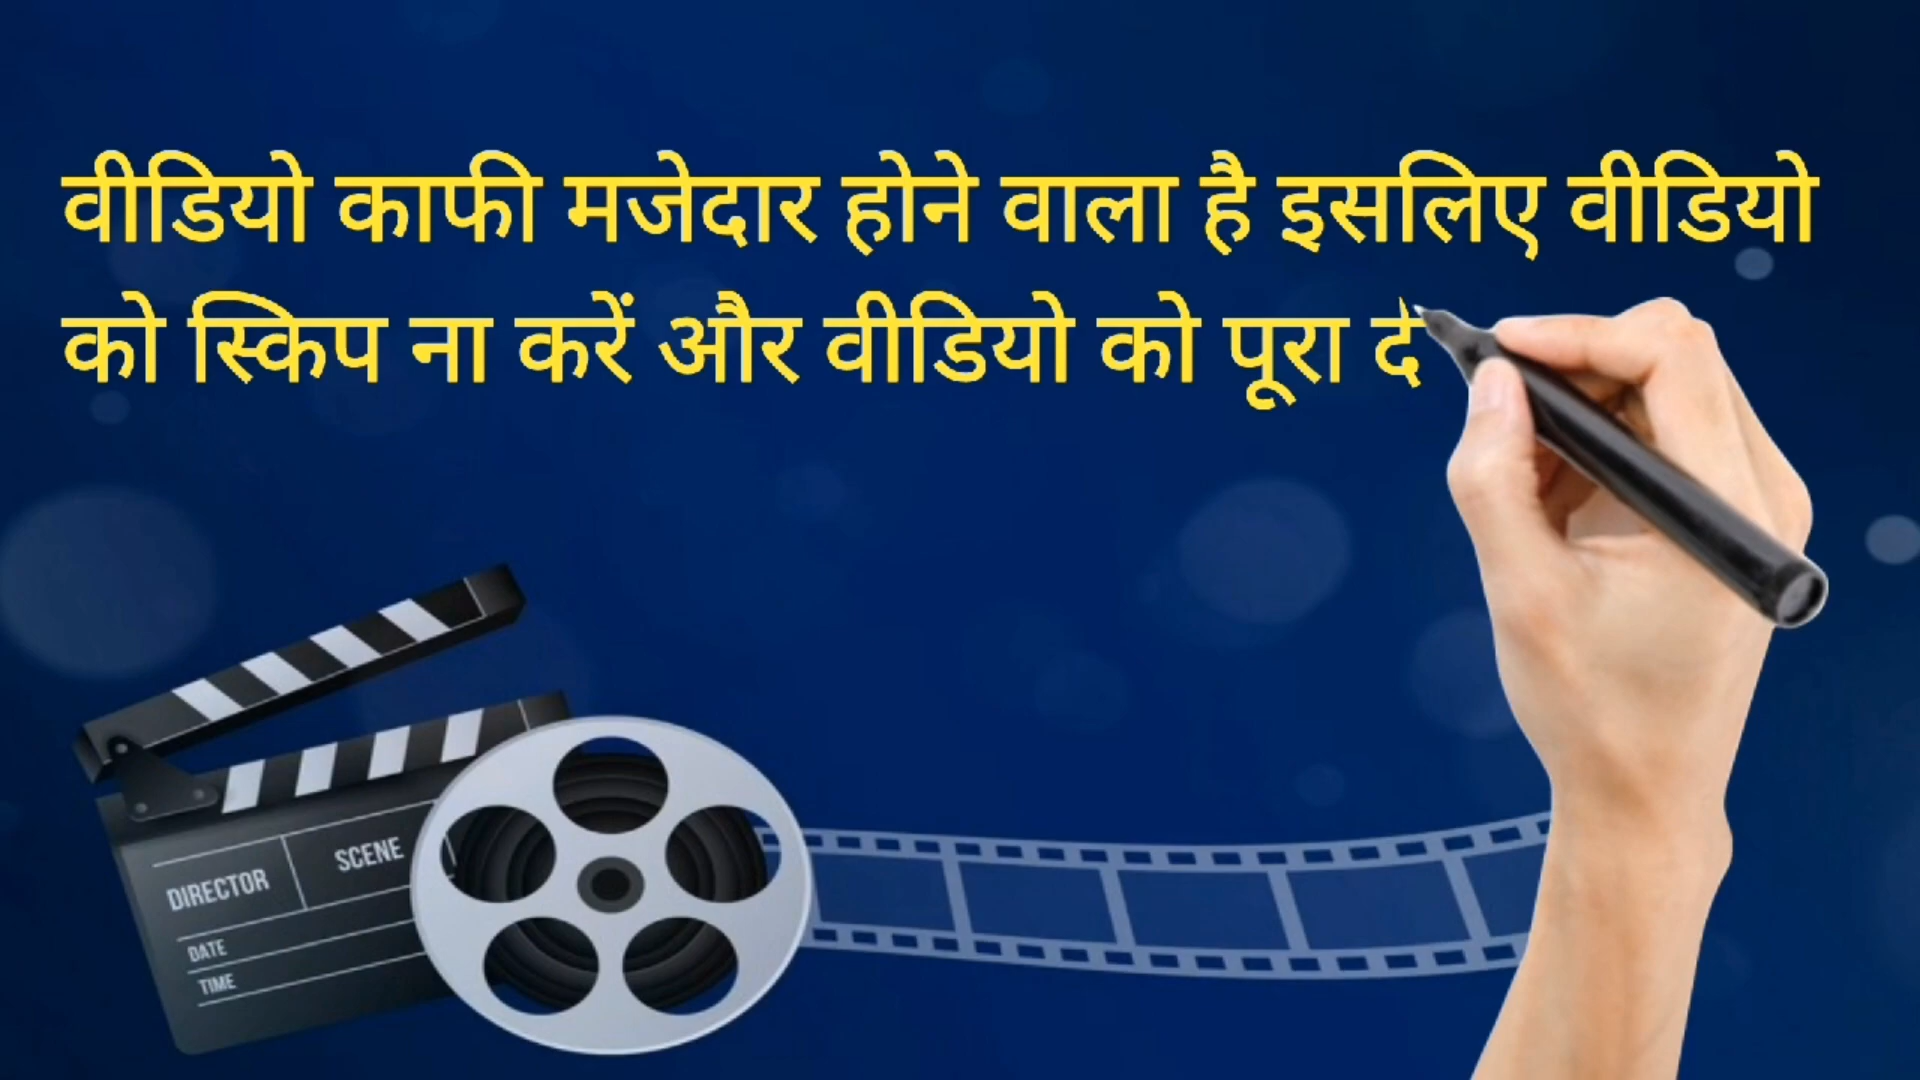 वीडियो काफी मजेदार होने वाला है इसलिए वीडियो
को स्किप ना करें और वीडियो को पूरा दे
DIRECTOR
SCENE
DATE
TIME